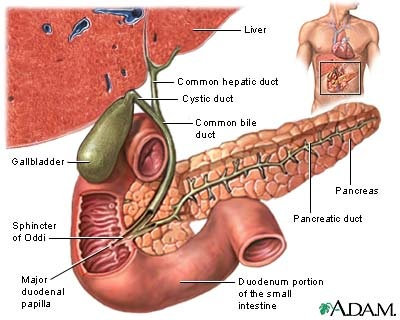 Liver
Common hepatic duct
Cystic duct
Common bile
duct
Gallbladder
Pancreas
Pancreatic duct
Sphincter
of Oddi
Major
duodenal
papilla
Duodenum portion
of the small
intestine
ADAM.